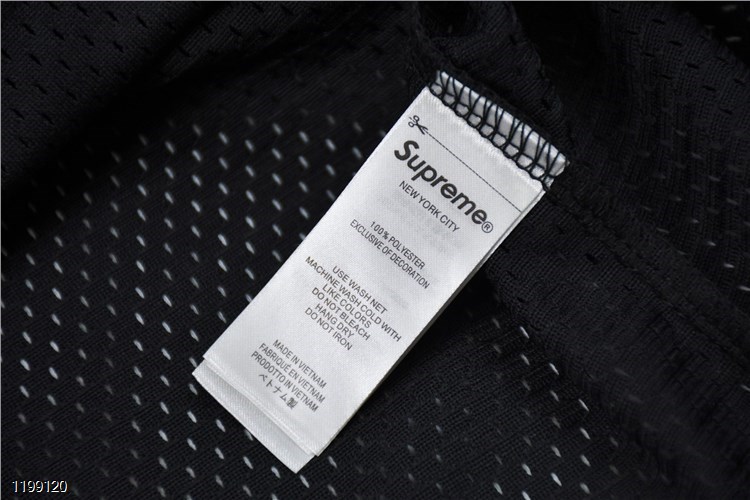 Supreme®
NEW YORK CITY
100% POLYESTER
EXCLUSIVE OF DECORATION
USE WASH NET
MACHINE WASH COLD WITH
LIKE COLORS
DO NOT BLEACH
HANG DRY
DO NOT IRON
MADE IN VIETNAM
FABRIQUÉ EN VIETNAM
PRODOTTO IN VIETNAM
ベトナム製
1199120